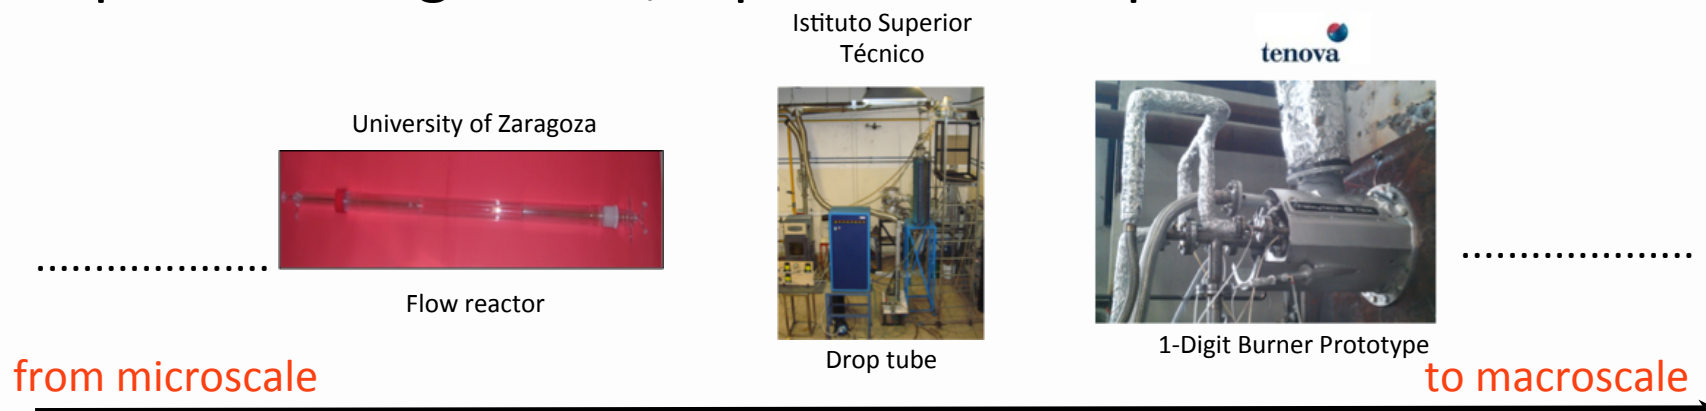 Istituto Superior
Técnico
tenova
University of Zaragoza
....................
....................
Flow reactor
Drop tube
1-Digit Burner Prototype
from microscale
to macroscale